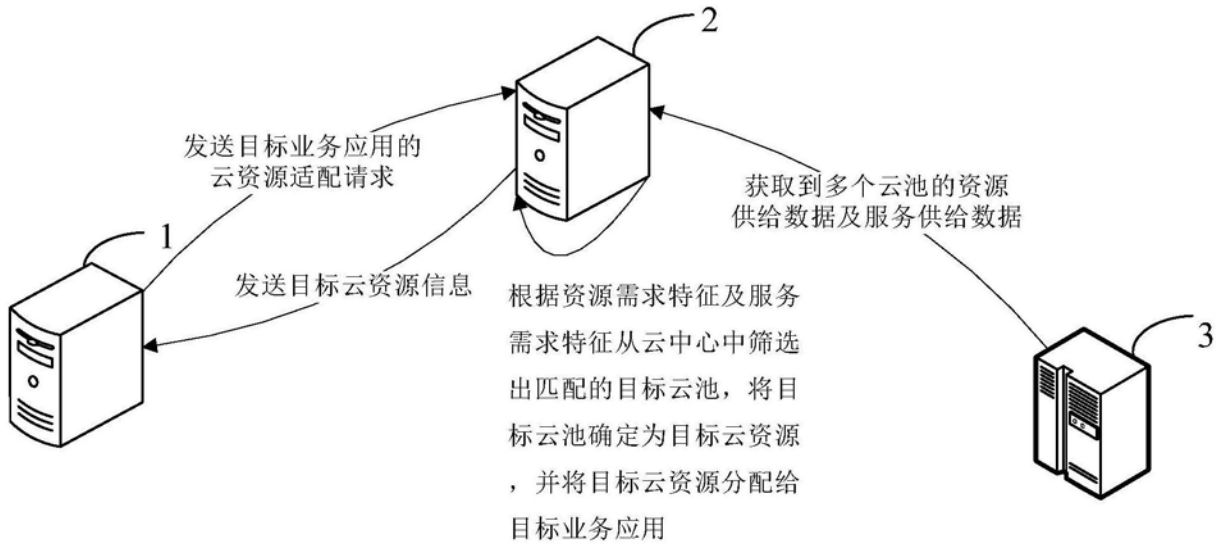 2
发送目标业务应用的
云资源适配请求
获取到多个云池的资源
供给数据及服务供给数据
1
发送目标云资源信息
根据资源需求特征及服务
需求特征从云中心中筛选
出匹配的目标云池，将目
标云池确定为目标云资源
，并将目标云资源分配给
目标业务应用
3